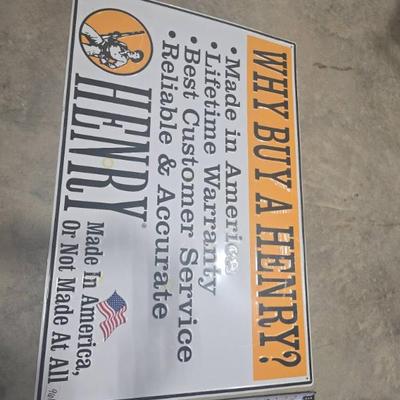 WHY BUY A HENRY?
• Made in America
• Lifetime Warranty
• Best Customer Service
• Reliable & Accurate
HENRY®
Made In America,
Or Not Made At All